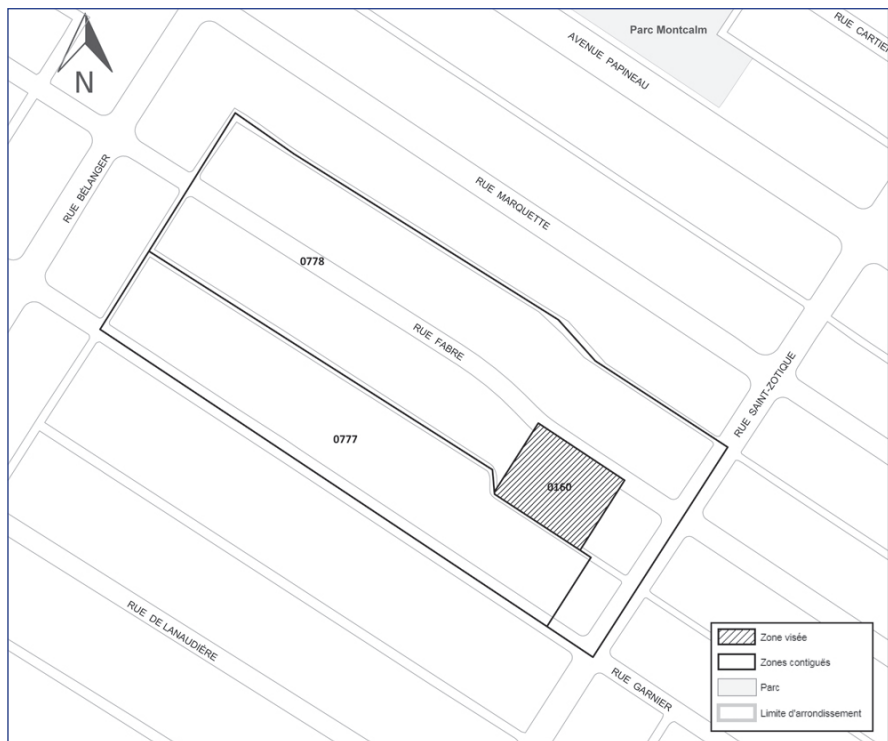 Parc Montcalm
RUE CARTIER
AVENUE PAPINEAU
N
RUE BÉLANGER
RUE MARQUETTE
0778
RUE FABRE
RUE SAINT-ZOTIQUE
0777
0160
RUE DE LANAUDIÈRE
RUE GARNIER
Zone visée
Zones contiguës
Parc
Limite d'arrondissement